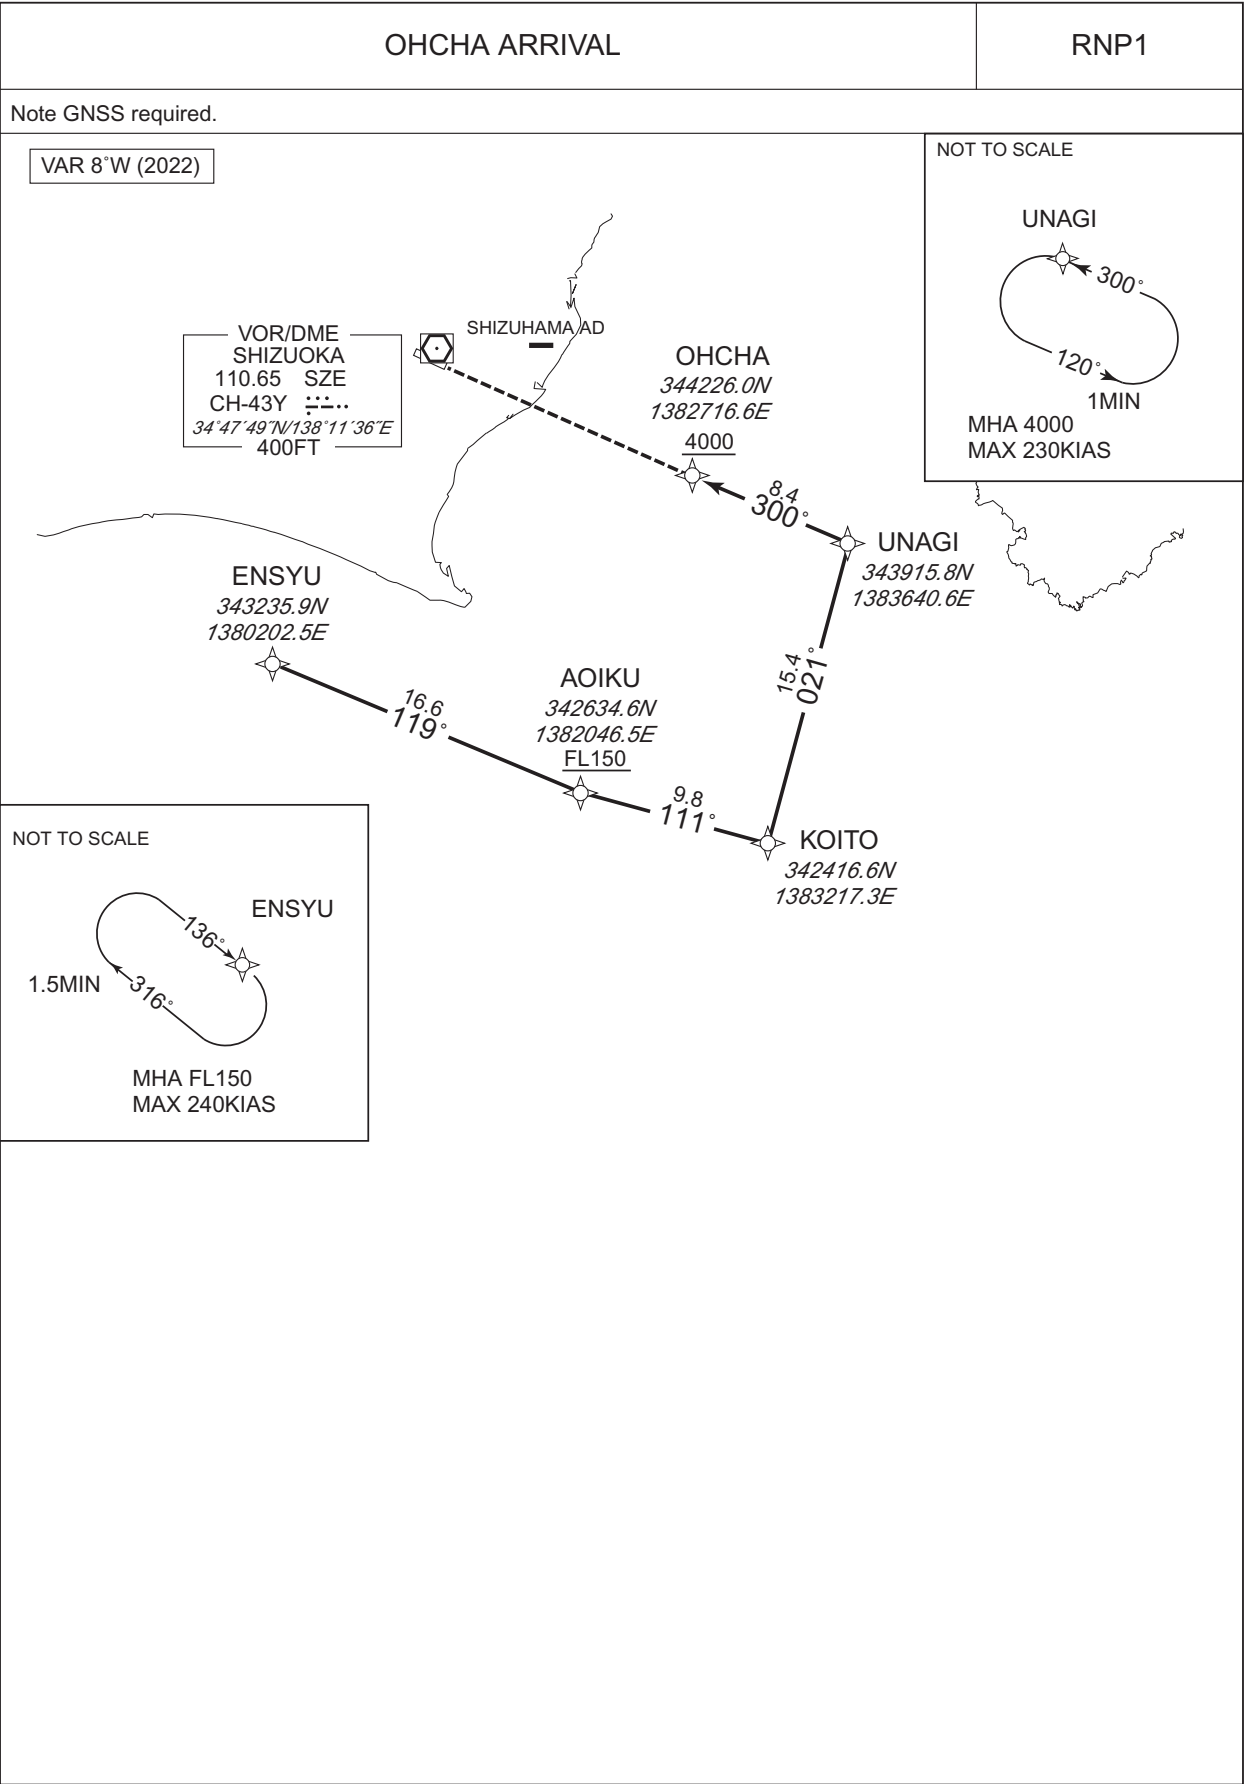 OHCHA ARRIVAL
RNP1
Note GNSS required.
VAR 8˚W (2022)
NOT TO SCALE
UNAGI
300˚
120˚
1MIN
MHA 4000
MAX 230KIAS
VOR/DME
SHIZUOKA
110.65 SZE
CH-43Y
34˚47´49˝N/138˚11´36˝E
400FT
SHIZUHAMA AD
OHCHA
344226.0N
1382716.6E
4000
8.4
300˚
UNAGI
343915.8N
1383640.6E
ENSYU
343235.9N
1380202.5E
15.4
021˚
16.6
119˚
AOIKU
342634.6N
1382046.5E
FL150
9.8
111˚
KOITO
342416.6N
1383217.3E
NOT TO SCALE
ENSYU
136˚
1.5MIN
316˚
MHA FL150
MAX 240KIAS